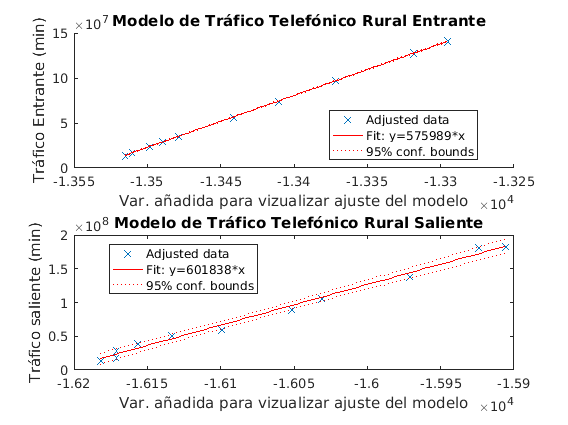 ×10⁷ Modelo de Tráfico Telefónico Rural Entrante
15
10
5
0
Tráfico Entrante (min)
Adjusted data
Fit: y=575989*x
95% conf. bounds
-1.355 -1.35 -1.345 -1.34 -1.335 -1.33 -1.325
Var. añadida para vizualizar ajuste del modelo ×10⁴
×10⁸ Modelo de Tráfico Telefónico Rural Saliente
2
1.5
1
0.5
0
Tráfico saliente (min)
Adjusted data
Fit: y=601838*x
95% conf. bounds
-1.62 -1.615 -1.61 -1.605 -1.6 -1.595 -1.59
Var. añadida para vizualizar ajuste del modelo ×10⁴